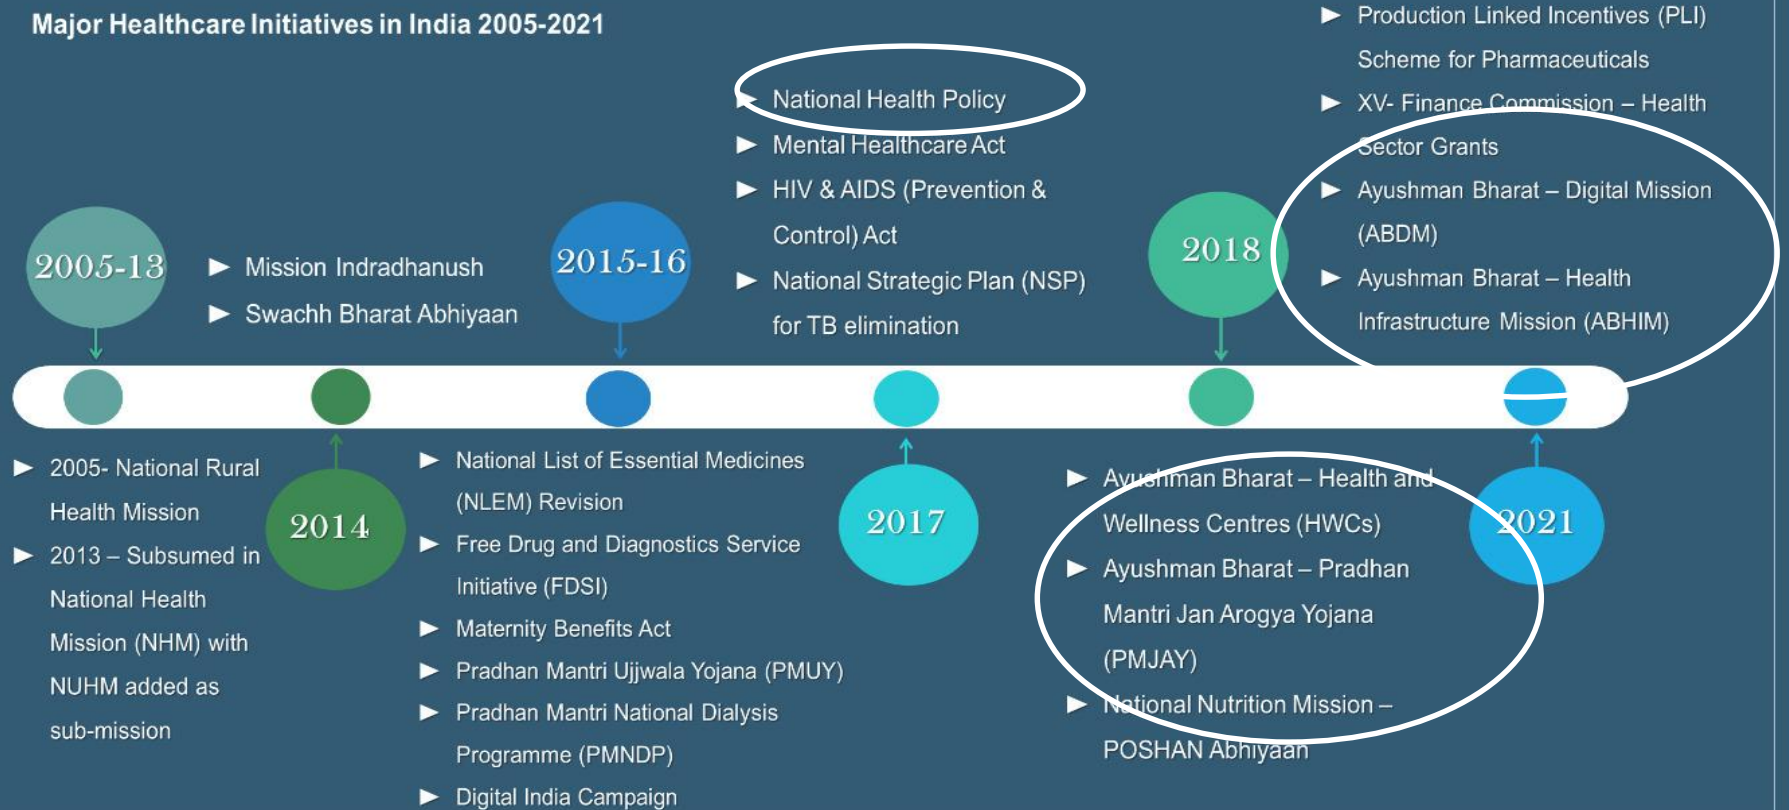 Major Healthcare Initiatives in India 2005-2021
2005-13
► 2005- National Rural
Health Mission
► 2013 – Subsumed in
National Health
Mission (NHM) with
NUHM added as
sub-mission
► Mission Indradhanush
► Swachh Bharat Abhiyaan
2014
2015-16
► National List of Essential Medicines
(NLEM) Revision
► Free Drug and Diagnostics Service
Initiative (FDSI)
► Maternity Benefits Act
► Pradhan Mantri Ujjwala Yojana (PMUY)
► Pradhan Mantri National Dialysis
Programme (PMNDP)
► Digital India Campaign
► National Health Policy
► Mental Healthcare Act
► HIV & AIDS (Prevention &
Control) Act
► National Strategic Plan (NSP)
for TB elimination
2017
2018
► Ayushman Bharat – Health and
Wellness Centres (HWCs)
► Ayushman Bharat – Pradhan
Mantri Jan Arogya Yojana
(PMJAY)
► National Nutrition Mission –
POSHAN Abhiyaan
► Production Linked Incentives (PLI)
Scheme for Pharmaceuticals
► XV- Finance Commission – Health
Sector Grants
► Ayushman Bharat – Digital Mission
(ABDM)
► Ayushman Bharat – Health
Infrastructure Mission (ABHIM)
2021